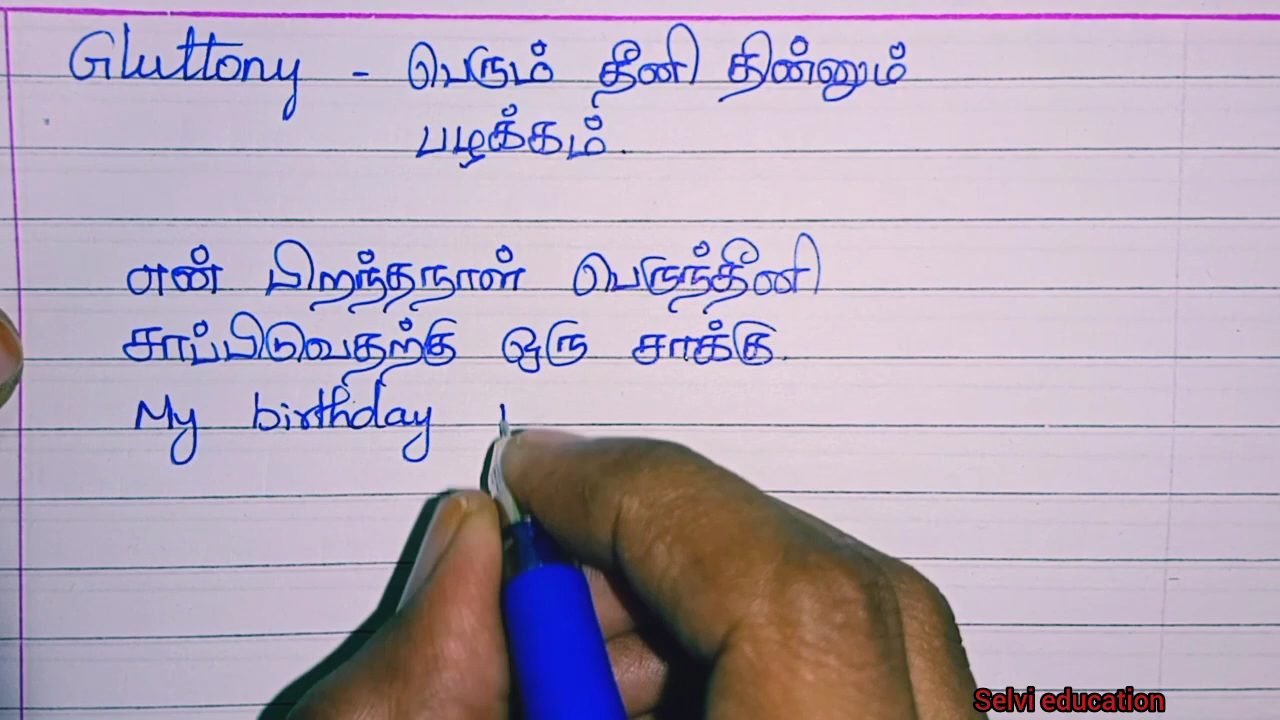 Gluttony - பெரும் தீனி தின்னும்
பழக்கம்.
என் பிறந்தநாள் பெருந்தீனி
சாப்பிடுவதற்கு ஒரு சாக்கு.
My birthday
Selvi education